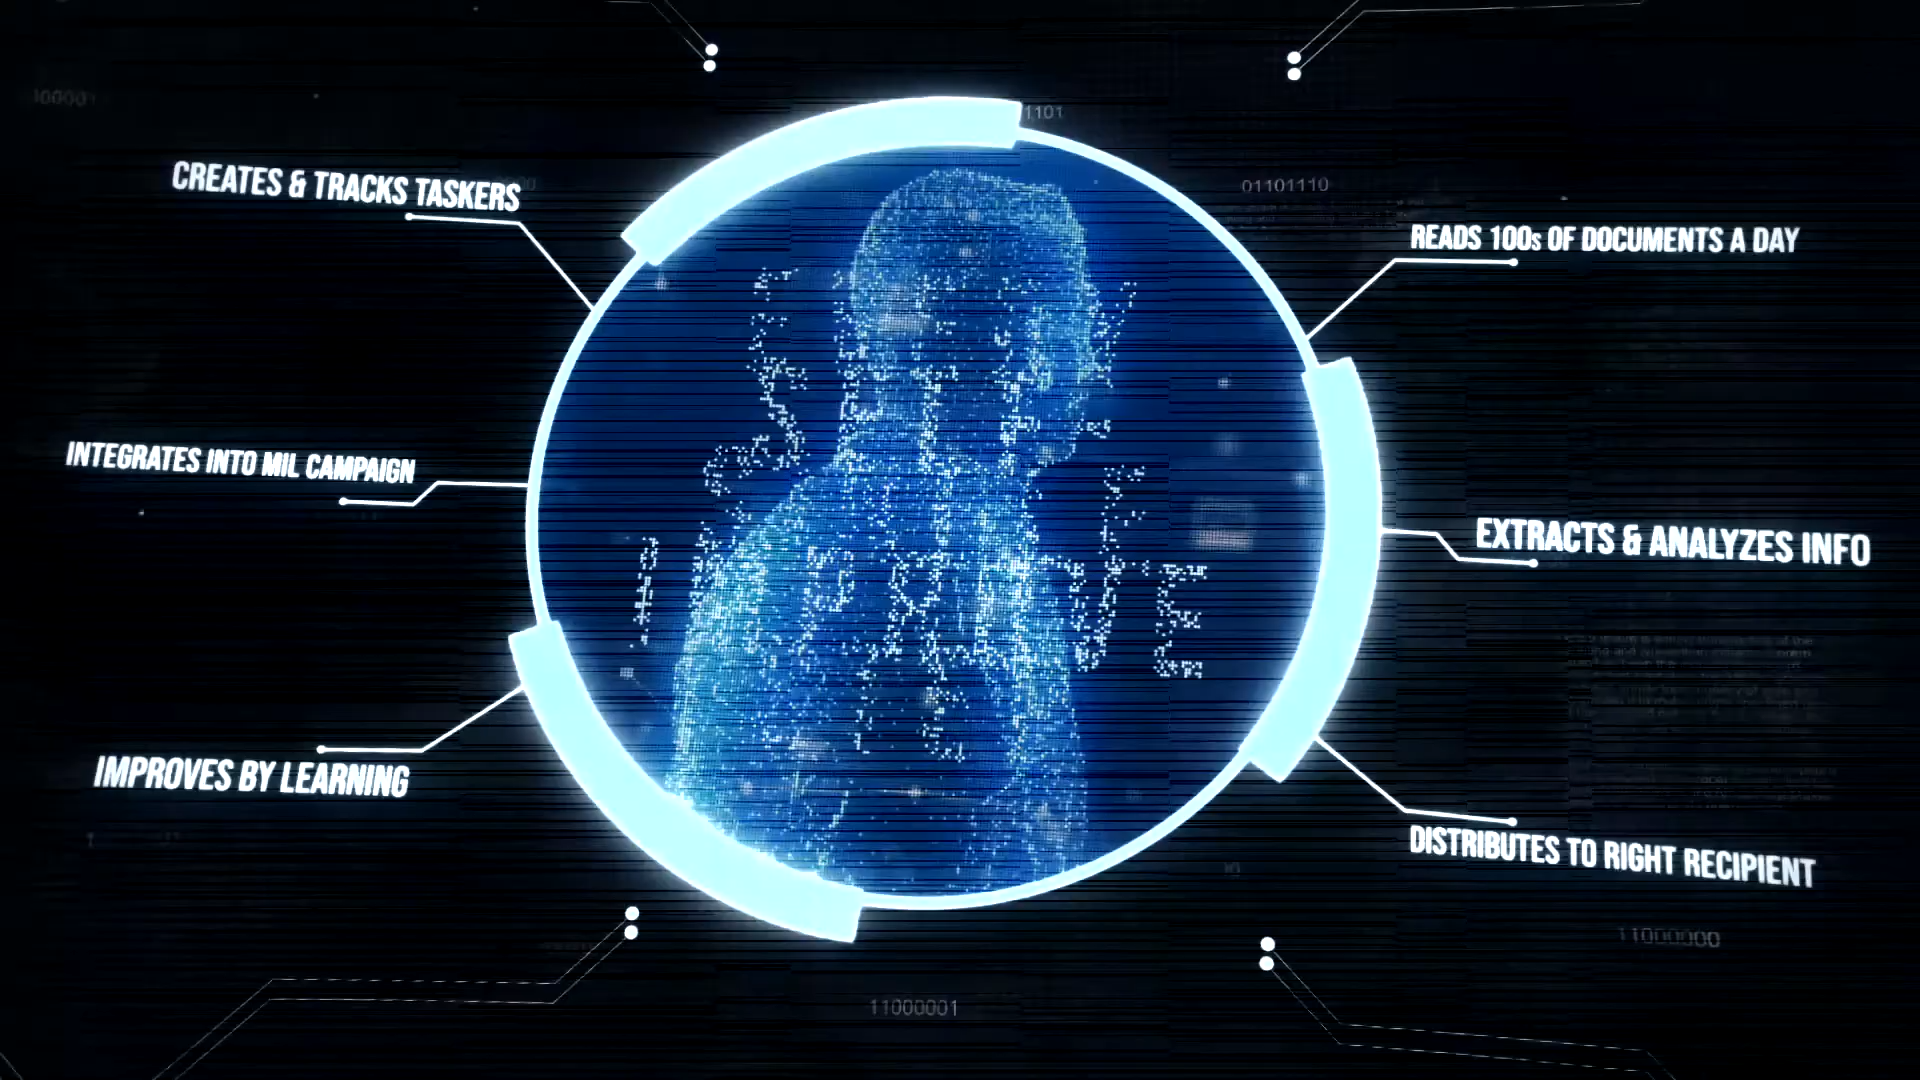 1101
01101110
CREATES & TRACKS TASKERS
READS 100s OF DOCUMENTS A DAY
INTEGRATES INTO MIL CAMPAIGN
EXTRACTS & ANALYZES INFO
IMPROVES BY LEARNING
DISTRIBUTES TO RIGHT RECIPIENT
11000000
11000001